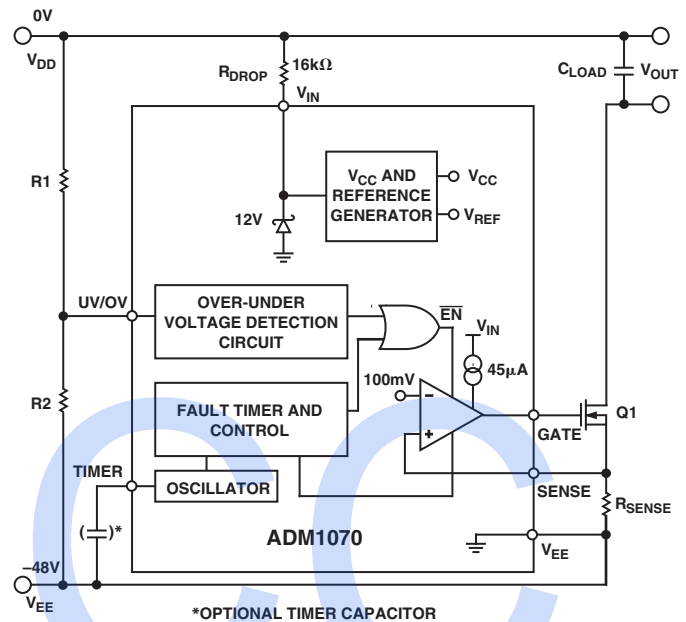 0V
VDD
RDROP
16kΩ
VIN
CLOAD
VOUT
R1
12V
VCC AND
REFERENCE
GENERATOR
VCC
VREF
UV/OV
OVER-UNDER
VOLTAGE DETECTION
CIRCUIT
EN
VIN
45µA
100mV
−
+
R2
FAULT TIMER AND
CONTROL
GATE
Q1
TIMER
OSCILLATOR
SENSE
RSENSE
( )*
ADM1070
VEE
−48V
VEE
*OPTIONAL TIMER CAPACITOR